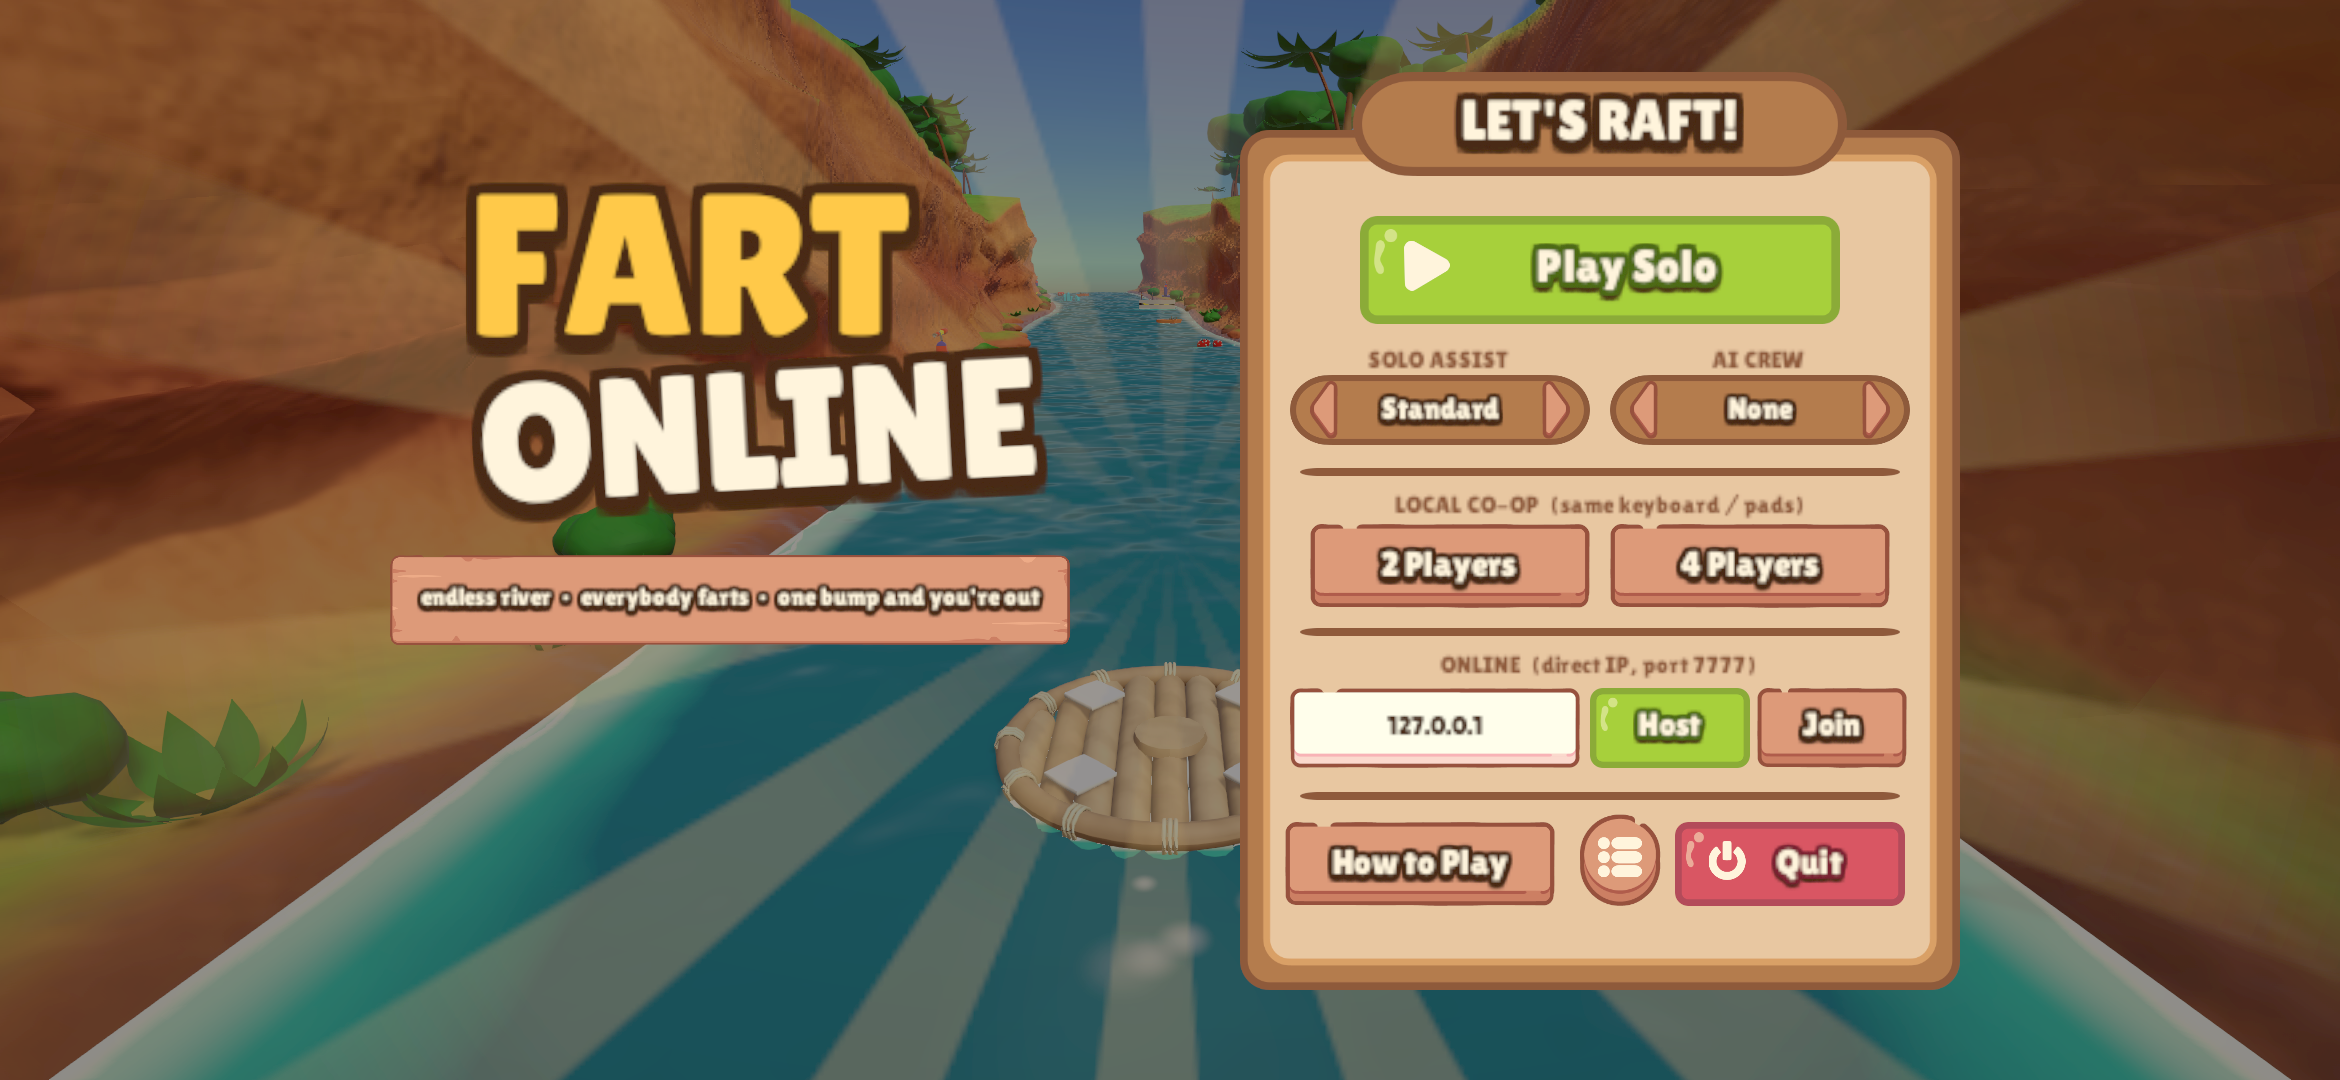 FART
ONLINE
endless river • everybody farts • one bump and you're out
LET'S RAFT!
Play Solo
SOLO ASSIST
AI CREW
Standard
None
LOCAL CO-OP (same keyboard / pads)
2 Players
4 Players
ONLINE (direct IP, port 7777)
127.0.0.1
Host
Join
How to Play
Quit